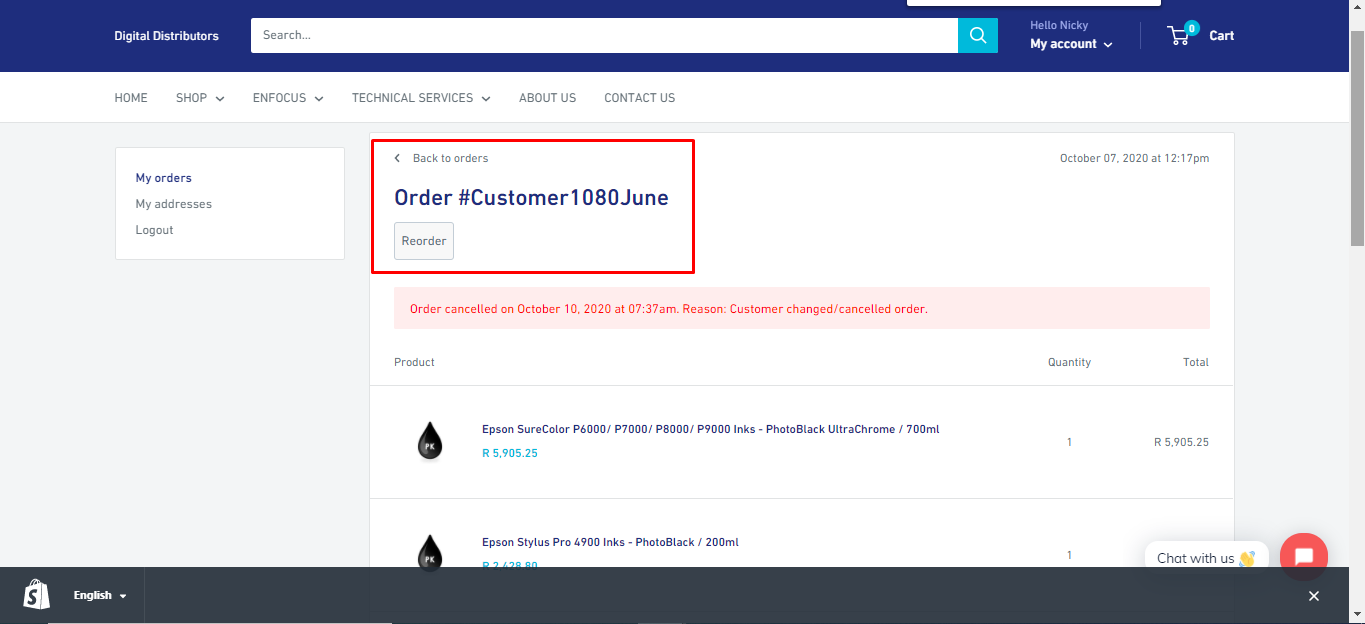 Digital Distributors
Search...
Hello Nicky
My account
0
Cart
HOME
SHOP
ENFOCUS
TECHNICAL SERVICES
ABOUT US
CONTACT US
My orders
My addresses
Logout
Back to orders
October 07, 2020 at 12:17pm
Order #Customer1080June
Reorder
Order cancelled on October 10, 2020 at 07:37am. Reason: Customer changed/cancelled order.
Product
Quantity
Total
PK
Epson SureColor P6000/ P7000/ P8000/ P9000 Inks - PhotoBlack UltraChrome / 700ml
R 5,905.25
1
R 5,905.25
PK
Epson Stylus Pro 4900 Inks - PhotoBlack / 200ml
R 2,428.80
1
Chat with us 👋
English